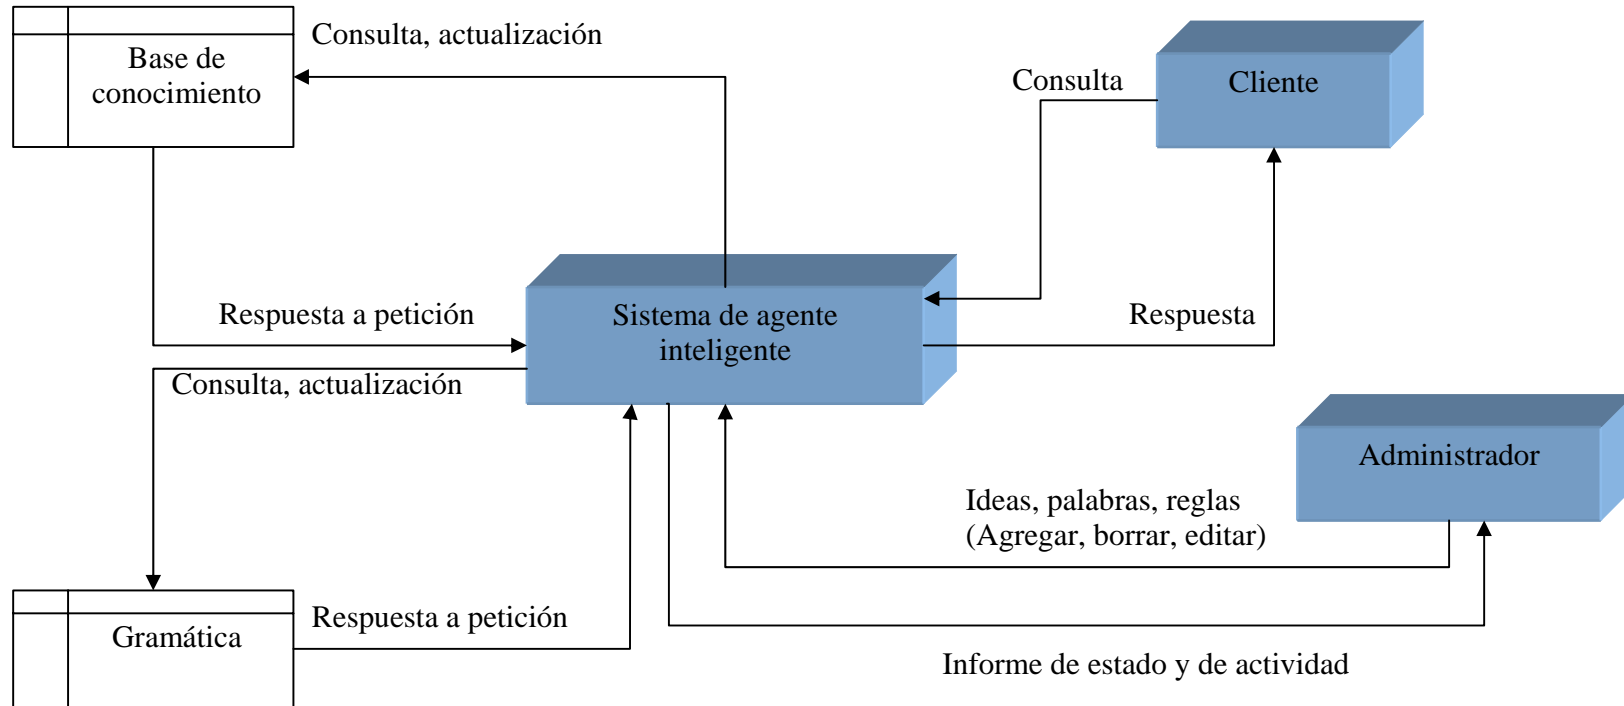 Consulta, actualización
Base de
conocimiento
Consulta
Cliente
Respuesta a petición
Sistema de agente
inteligente
Respuesta
Consulta, actualización
Administrador
Ideas, palabras, reglas
(Agregar, borrar, editar)
Gramática
Respuesta a petición
Informe de estado y de actividad